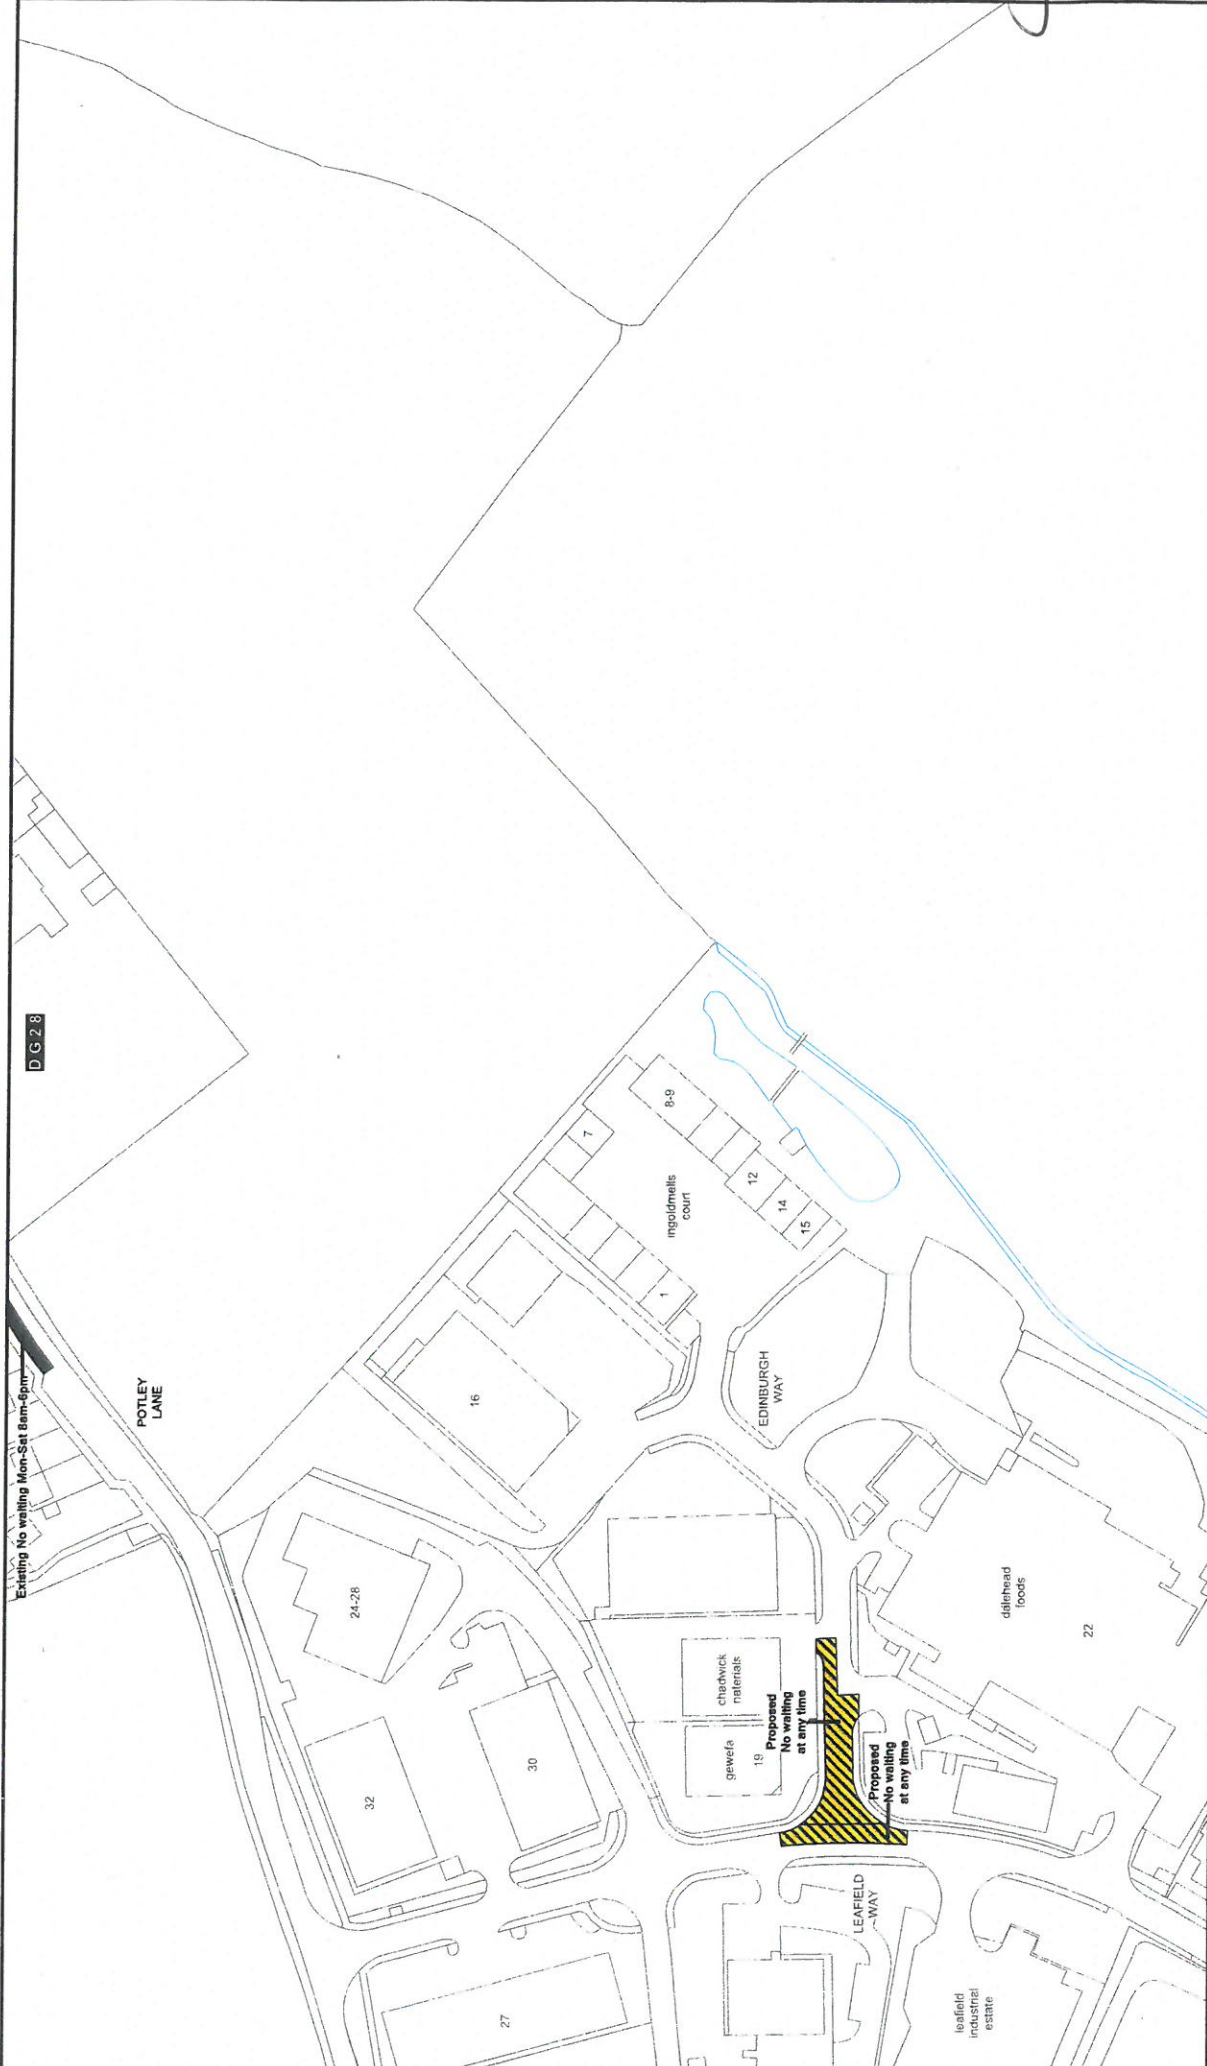 DG28
Existing No waiting Mon-Sat 8am-6pm
POTLEY
LANE
7
8-9
12
14
15
ingoldmells
court
1
16
EDINBURGH
WAY
24-28
dalehead
foods
22
chadwick
materials
gewefa
19
Proposed
No waiting
at any time
Proposed
No waiting
at any time
32
30
LEAFIELD
WAY
27
leafield
industrial
estate